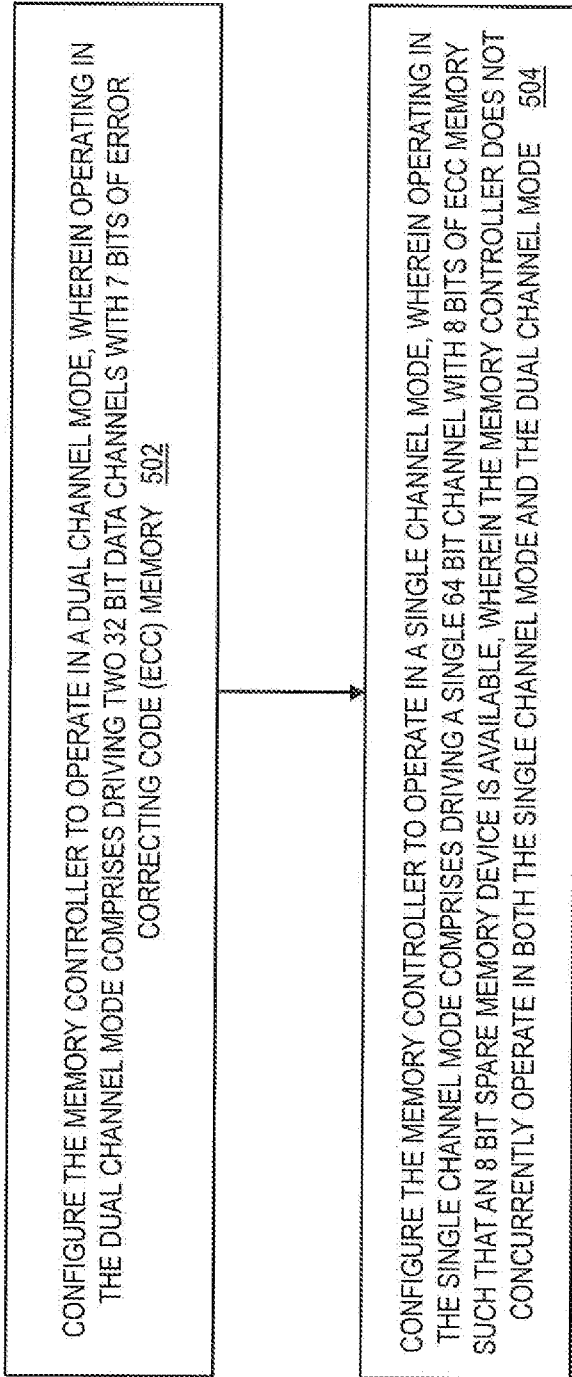 CONFIGURE THE MEMORY CONTROLLER TO OPERATE IN A DUAL CHANNEL MODE, WHEREIN OPERATING IN
THE DUAL CHANNEL MODE COMPRISES DRIVING TWO 32 BIT DATA CHANNELS WITH 7 BITS OF ERROR
CORRECTING CODE (ECC) MEMORY 502
CONFIGURE THE MEMORY CONTROLLER TO OPERATE IN A SINGLE CHANNEL MODE, WHEREIN OPERATING IN
THE SINGLE CHANNEL MODE COMPRISES DRIVING A SINGLE 64 BIT CHANNEL WITH 8 BITS OF ECC MEMORY
SUCH THAT AN 8 BIT SPARE MEMORY DEVICE IS AVAILABLE, WHEREIN THE MEMORY CONTROLLER DOES NOT
CONCURRENTLY OPERATE IN BOTH THE SINGLE CHANNEL MODE AND THE DUAL CHANNEL MODE 504